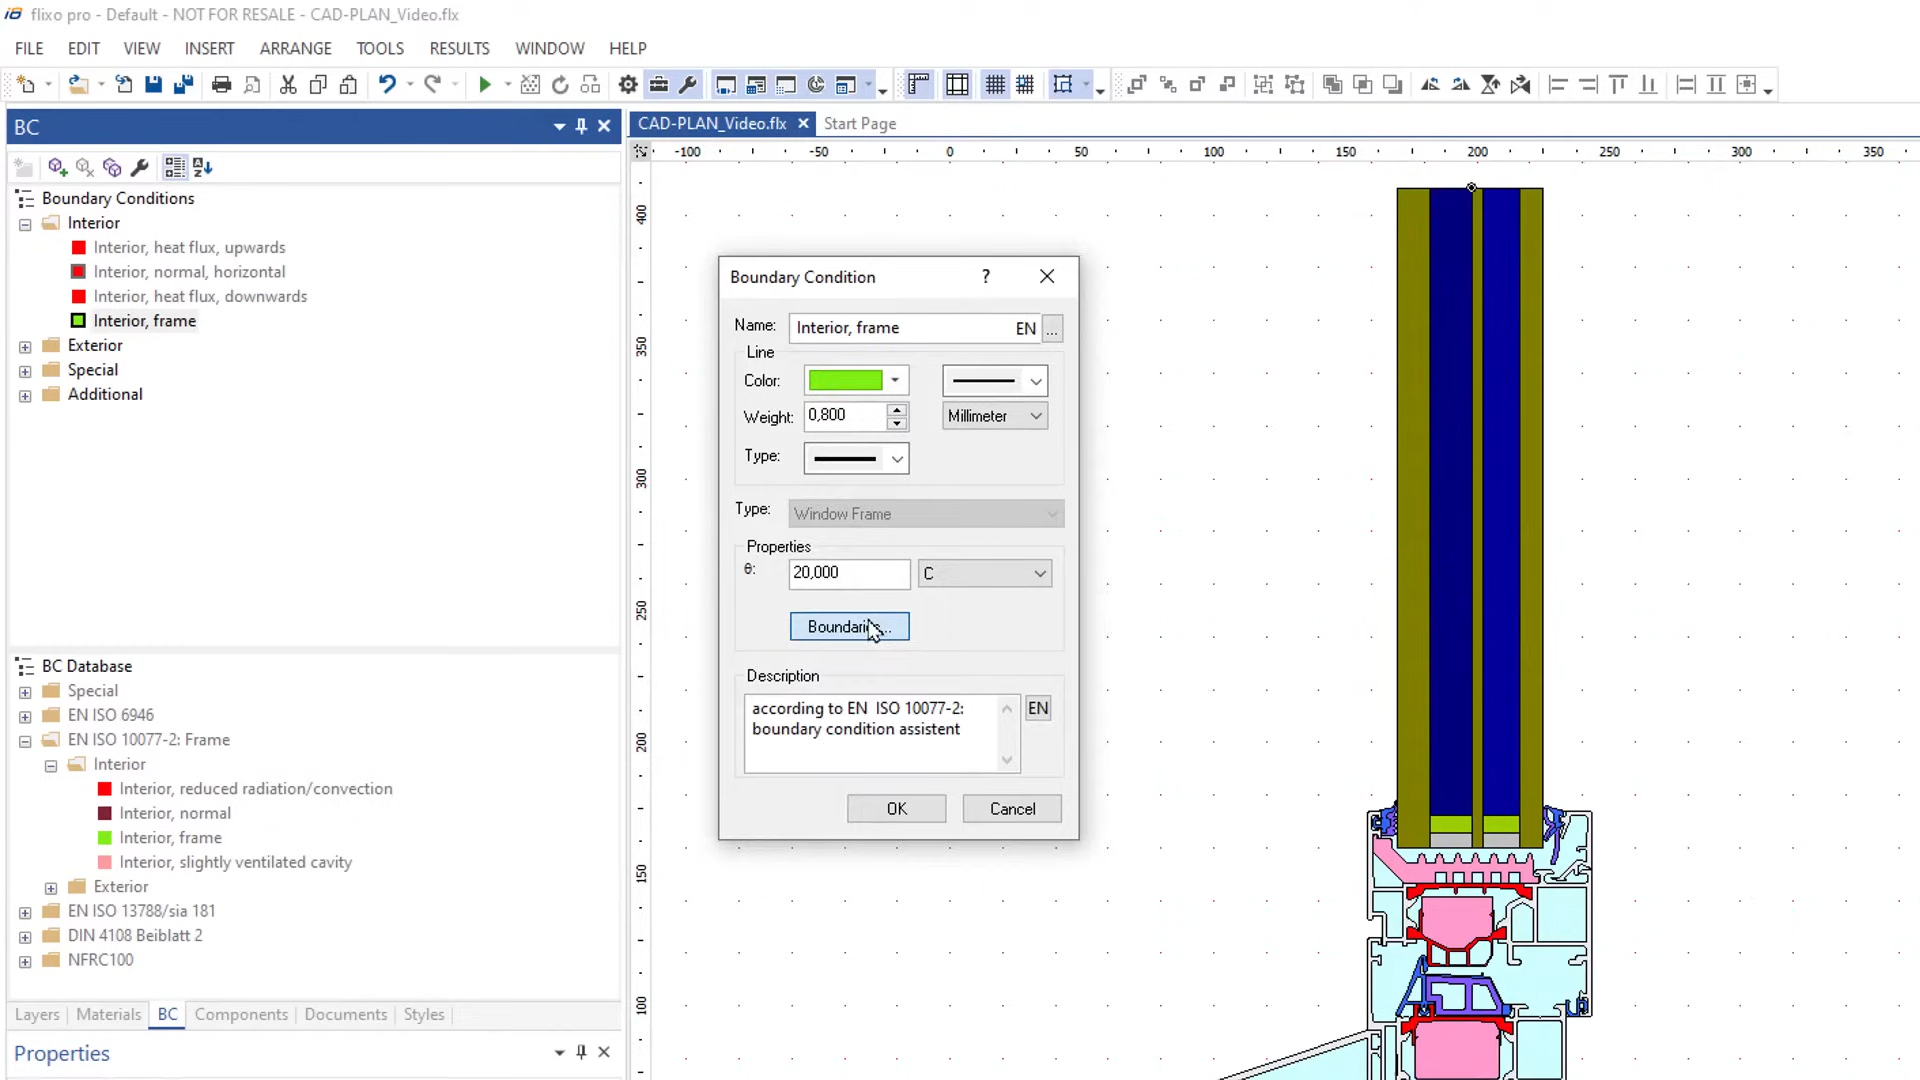 flixo pro - Default - NOT FOR RESALE - CAD-PLAN_Video.flx
FILE EDIT VIEW INSERT ARRANGE TOOLS RESULTS WINDOW HELP
BC
Boundary Conditions
Interior
Interior, heat flux, upwards
Interior, normal, horizontal
Interior, heat flux, downwards
Interior, frame
Exterior
Special
Additional
BC Database
Special
EN ISO 6946
EN ISO 10077-2: Frame
Interior
Interior, reduced radiation/convection
Interior, normal
Interior, frame
Interior, slightly ventilated cavity
Exterior
EN ISO 13788/sia 181
DIN 4108 Beiblatt 2
NFRC100
Layers Materials BC Components Documents Styles
Properties
CAD-PLAN_Video.flx Start Page
-100 -50 0 50 100 150 200 250 300 350
400
350
300
250
200
150
100
Boundary Condition ?
Name: Interior, frame EN ...
Line
Color:
Weight: 0,800 Millimeter
Type:
Type: Window Frame
Properties
θ: 20,000 C
Description
according to EN ISO 10077-2:
boundary condition assistent
EN
OK Cancel